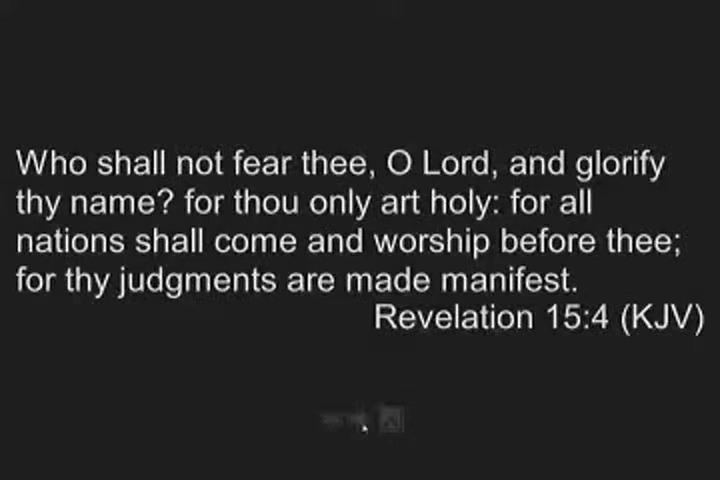 Who shall not fear thee, O Lord, and glorify
thy name? for thou only art holy: for all
nations shall come and worship before thee;
for thy judgments are made manifest.
Revelation 15:4 (KJV)